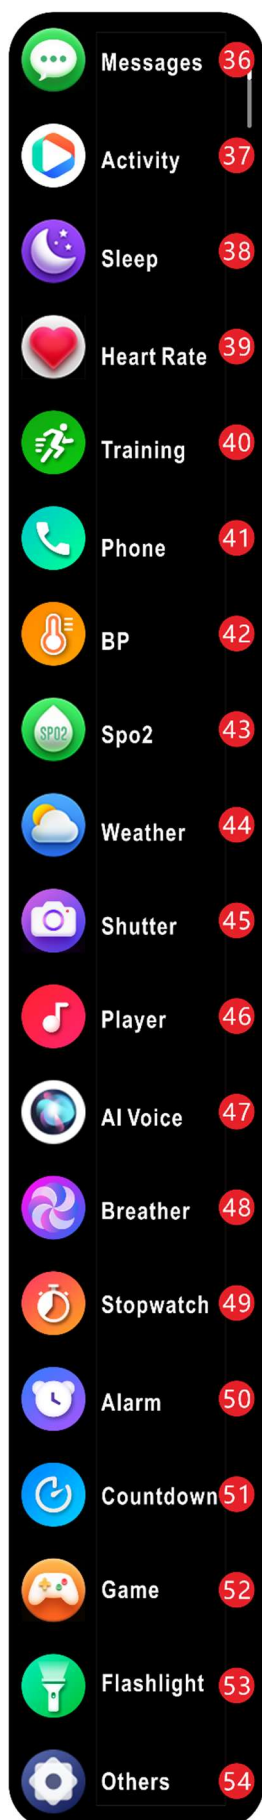 Messages 36
Activity 37
Sleep 38
Heart Rate 39
Training 40
Phone 41
BP 42
SPO2 Spo2 43
Weather 44
Shutter 45
Player 46
AI Voice 47
Breather 48
Stopwatch 49
Alarm 50
Countdown 51
Game 52
Flashlight 53
Others 54